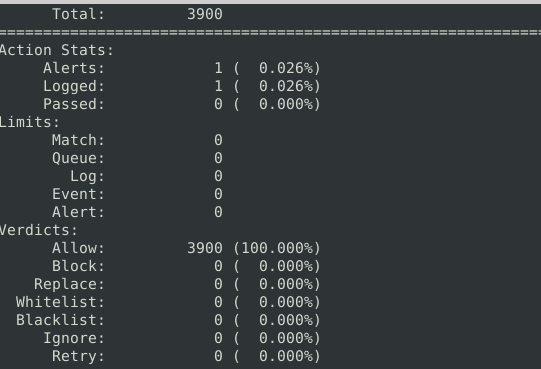 Total:         3900
===============================================================================
Action Stats:
     Alerts:            1 (  0.026%)
     Logged:            1 (  0.026%)
     Passed:            0 (  0.000%)
Limits:
      Match:            0
      Queue:            0
        Log:            0
      Event:            0
      Alert:            0
Verdicts:
      Allow:         3900 (100.000%)
      Block:            0 (  0.000%)
    Replace:            0 (  0.000%)
  Whitelist:            0 (  0.000%)
  Blacklist:            0 (  0.000%)
     Ignore:            0 (  0.000%)
      Retry:            0 (  0.000%)